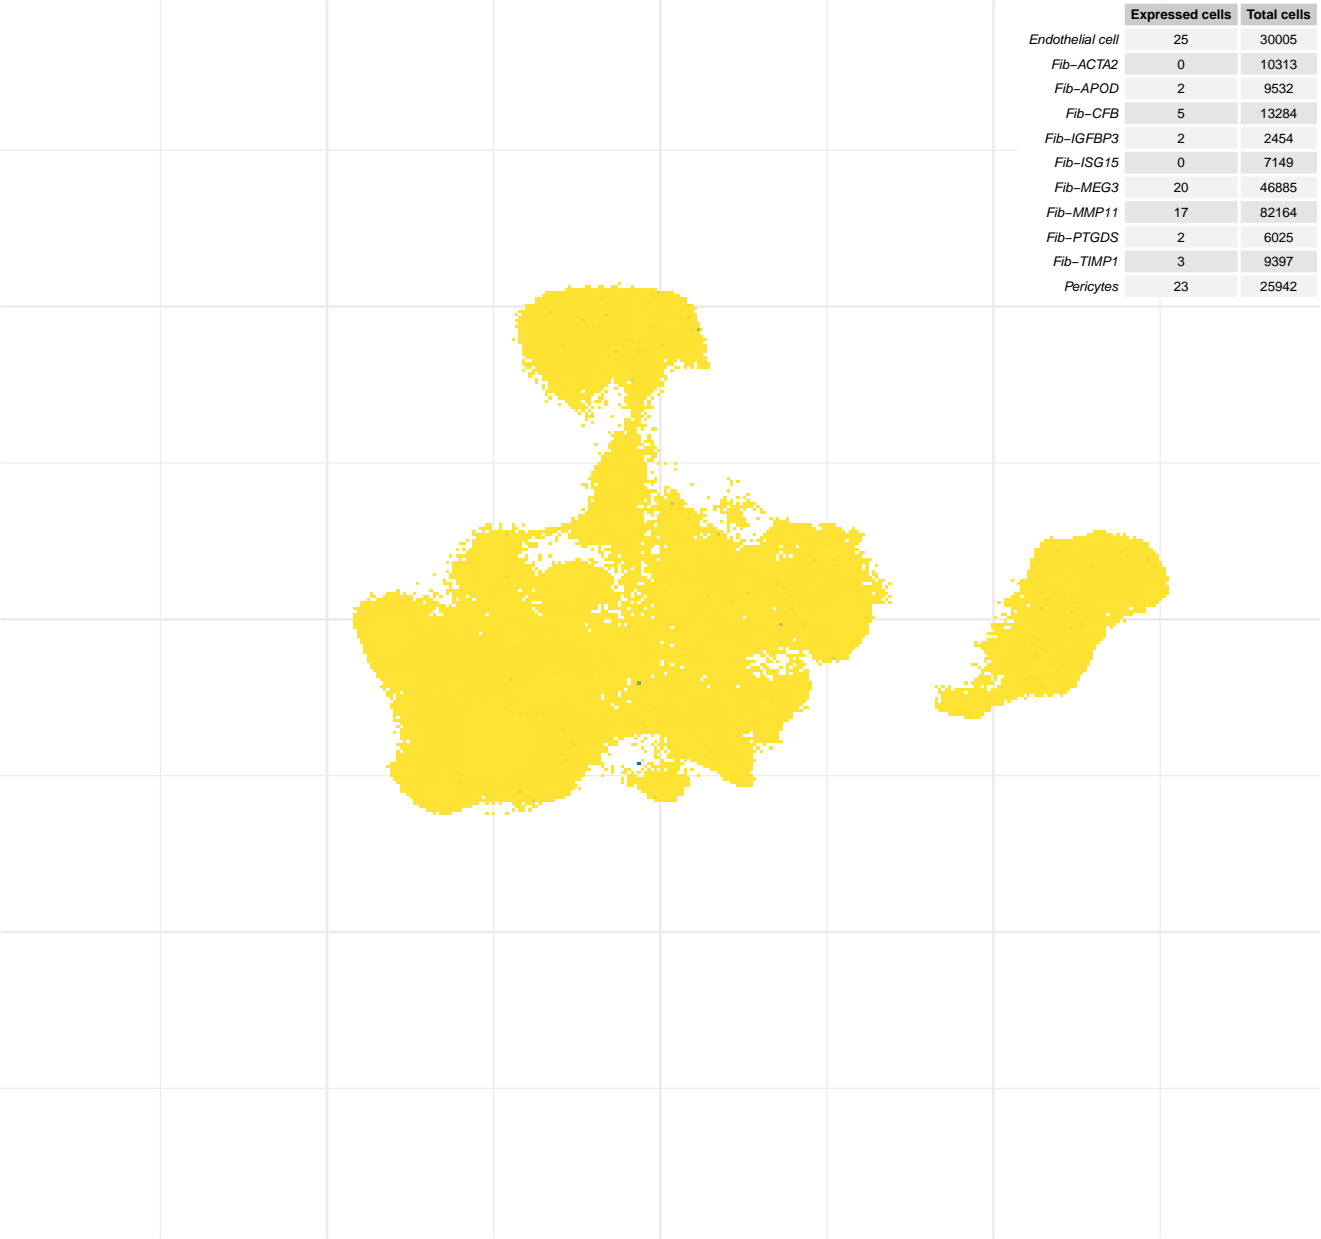 Expressed cells Total cells
Endothelial cell 25 30005
Fib−ACTA2 0 10313
Fib−APOD 2 9532
Fib−CFB 5 13284
Fib−IGFBP3 2 2454
Fib−ISG15 0 7149
Fib−MEG3 20 46885
Fib−MMP11 17 82164
Fib−PTGDS 2 6025
Fib−TIMP1 3 9397
Pericytes 23 25942